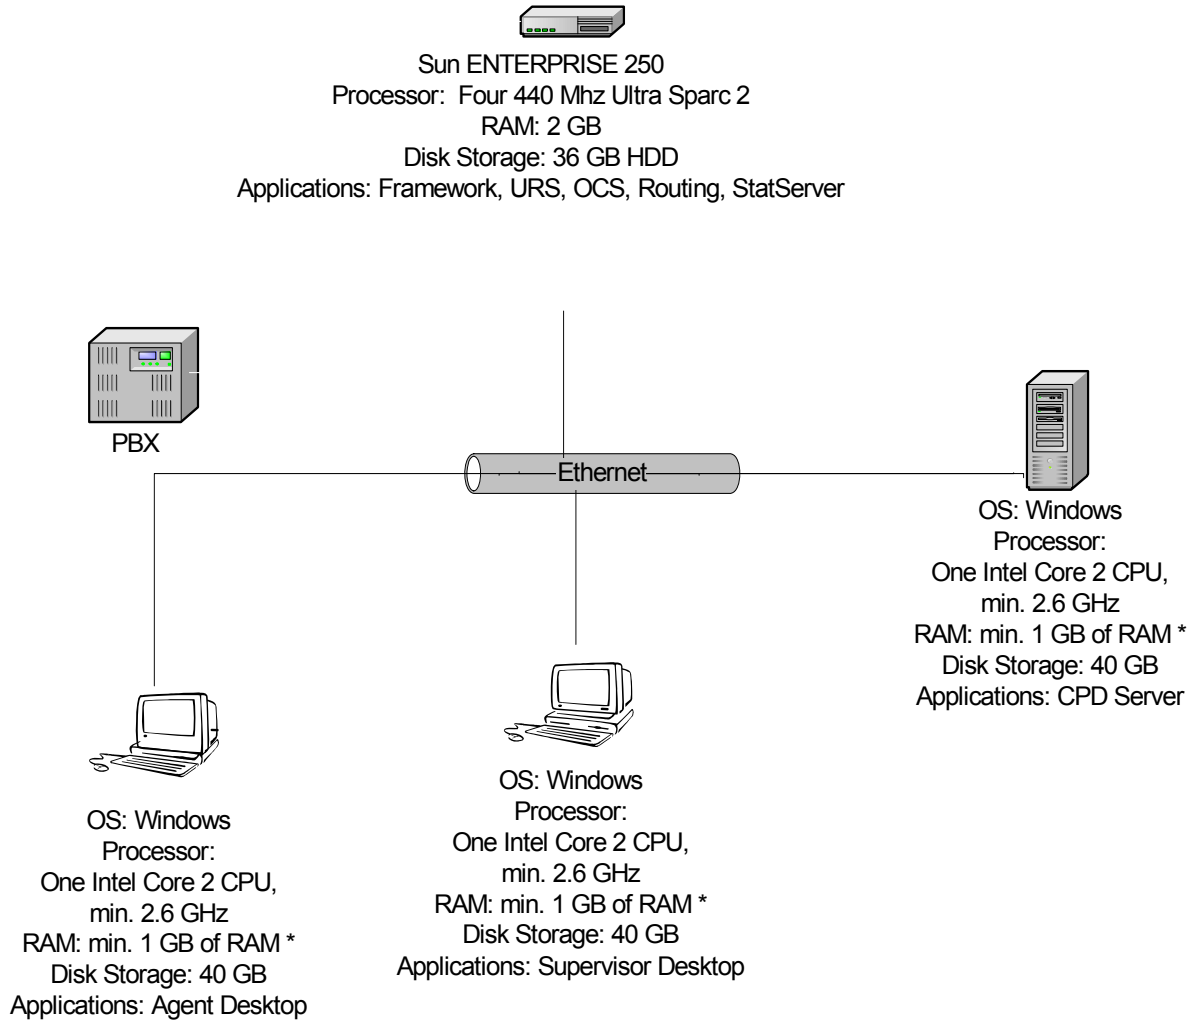 Sun ENTERPRISE 250
Processor:  Four 440 Mhz Ultra Sparc 2
RAM: 2 GB
Disk Storage: 36 GB HDD
Applications: Framework, URS, OCS, Routing, StatServer
PBX
Ethernet
OS: Windows
Processor:
One Intel Core 2 CPU,
min. 2.6 GHz
RAM: min. 1 GB of RAM *
Disk Storage: 40 GB
Applications: CPD Server
OS: Windows
Processor:
One Intel Core 2 CPU,
min. 2.6 GHz
RAM: min. 1 GB of RAM *
Disk Storage: 40 GB
Applications: Supervisor Desktop
OS: Windows
Processor:
One Intel Core 2 CPU,
min. 2.6 GHz
RAM: min. 1 GB of RAM *
Disk Storage: 40 GB
Applications: Agent Desktop